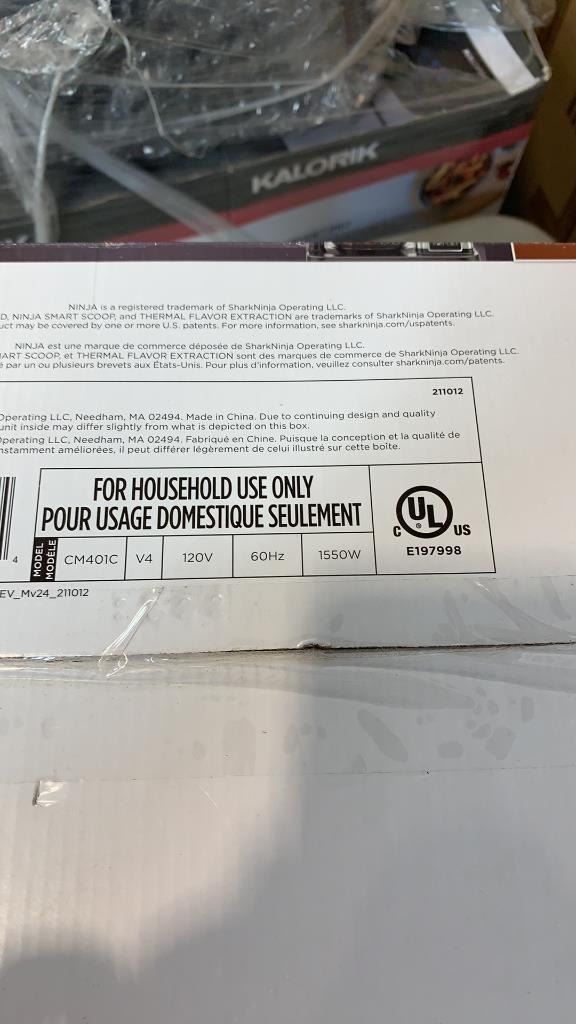 KALORIK
NINJA is a registered trademark of SharkNinja Operating LLC.
D, NINJA SMART SCOOP, and THERMAL FLAVOR EXTRACTION are trademarks of SharkNinja Operating LLC.
uct may be covered by one or more U.S. patents. For more information, see sharkninja.com/uspatents.
NINJA est une marque de commerce déposée de SharkNinja Operating LLC.
ART SCOOP, et THERMAL FLAVOR EXTRACTION sont des marques de commerce de SharkNinja Operating LLC.
é par un ou plusieurs brevets aux États-Unis. Pour plus d'information, veuillez consulter sharkninja.com/patents.
211012
Operating LLC, Needham, MA 02494. Made in China. Due to continuing design and quality
unit inside may differ slightly from what is depicted on this box.
Operating LLC, Needham, MA 02494. Fabriqué en Chine. Puisque la conception et la qualité de
nstamment améliorées, il peut différer légèrement de celui illustré sur cette boîte.
FOR HOUSEHOLD USE ONLY
POUR USAGE DOMESTIQUE SEULEMENT
C UL ® US
E197998
4
MODEL
MODÈLE
CM401C V4 120V 60Hz 1550W
EV_Mv24_211012